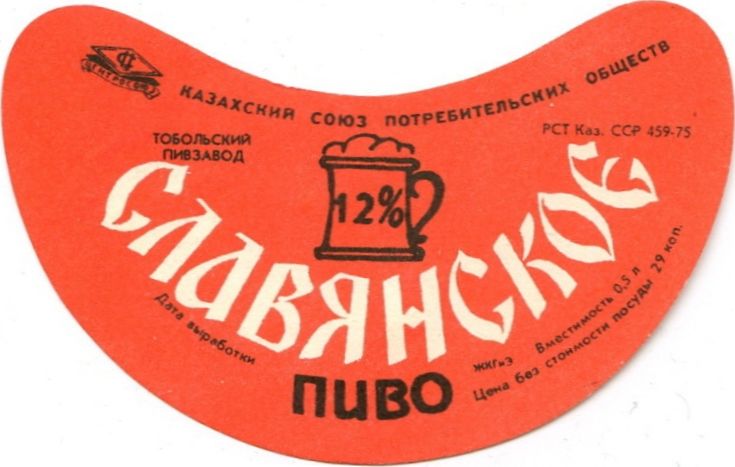 ЦЕНТРОСОЮЗ
КАЗАХСКИЙ СОЮЗ ПОТРЕБИТЕЛЬСКИХ ОБЩЕСТВ
ТОБОЛЬСКИЙ
ПИВЗАВОД
РСТ Каз. ССР 459-75
12%
СЛАВЯНСКОЕ
Дата выработки
ПИВО
ЖКГиЗ Вместимость 0,5 л
Цена без стоимости посуды 29 коп.